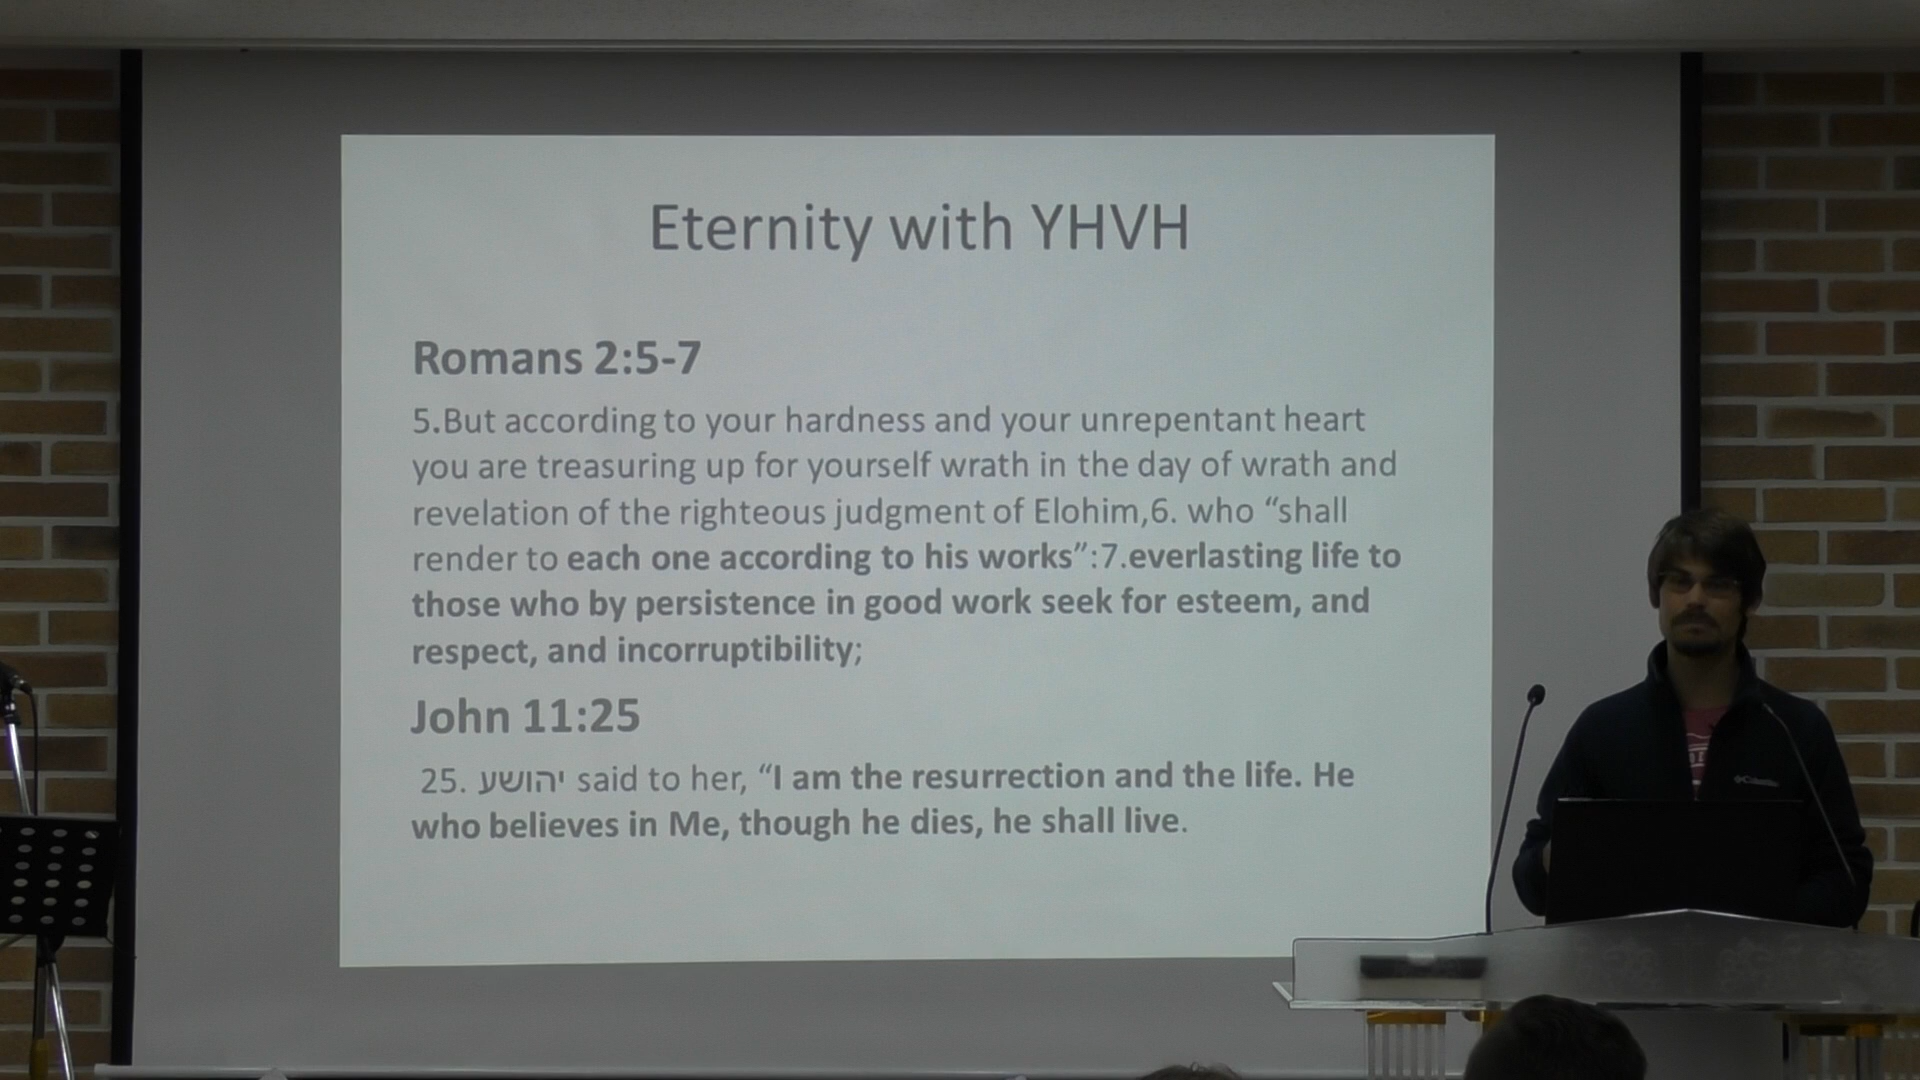 Eternity with YHVH
Romans 2:5-7
5.But according to your hardness and your unrepentant heart
you are treasuring up for yourself wrath in the day of wrath and
revelation of the righteous judgment of Elohim,6. who “shall
render to each one according to his works”:7.everlasting life to
those who by persistence in good work seek for esteem, and
respect, and incorruptibility;
John 11:25
25. יהושע said to her, “I am the resurrection and the life. He
who believes in Me, though he dies, he shall live.
Columbia